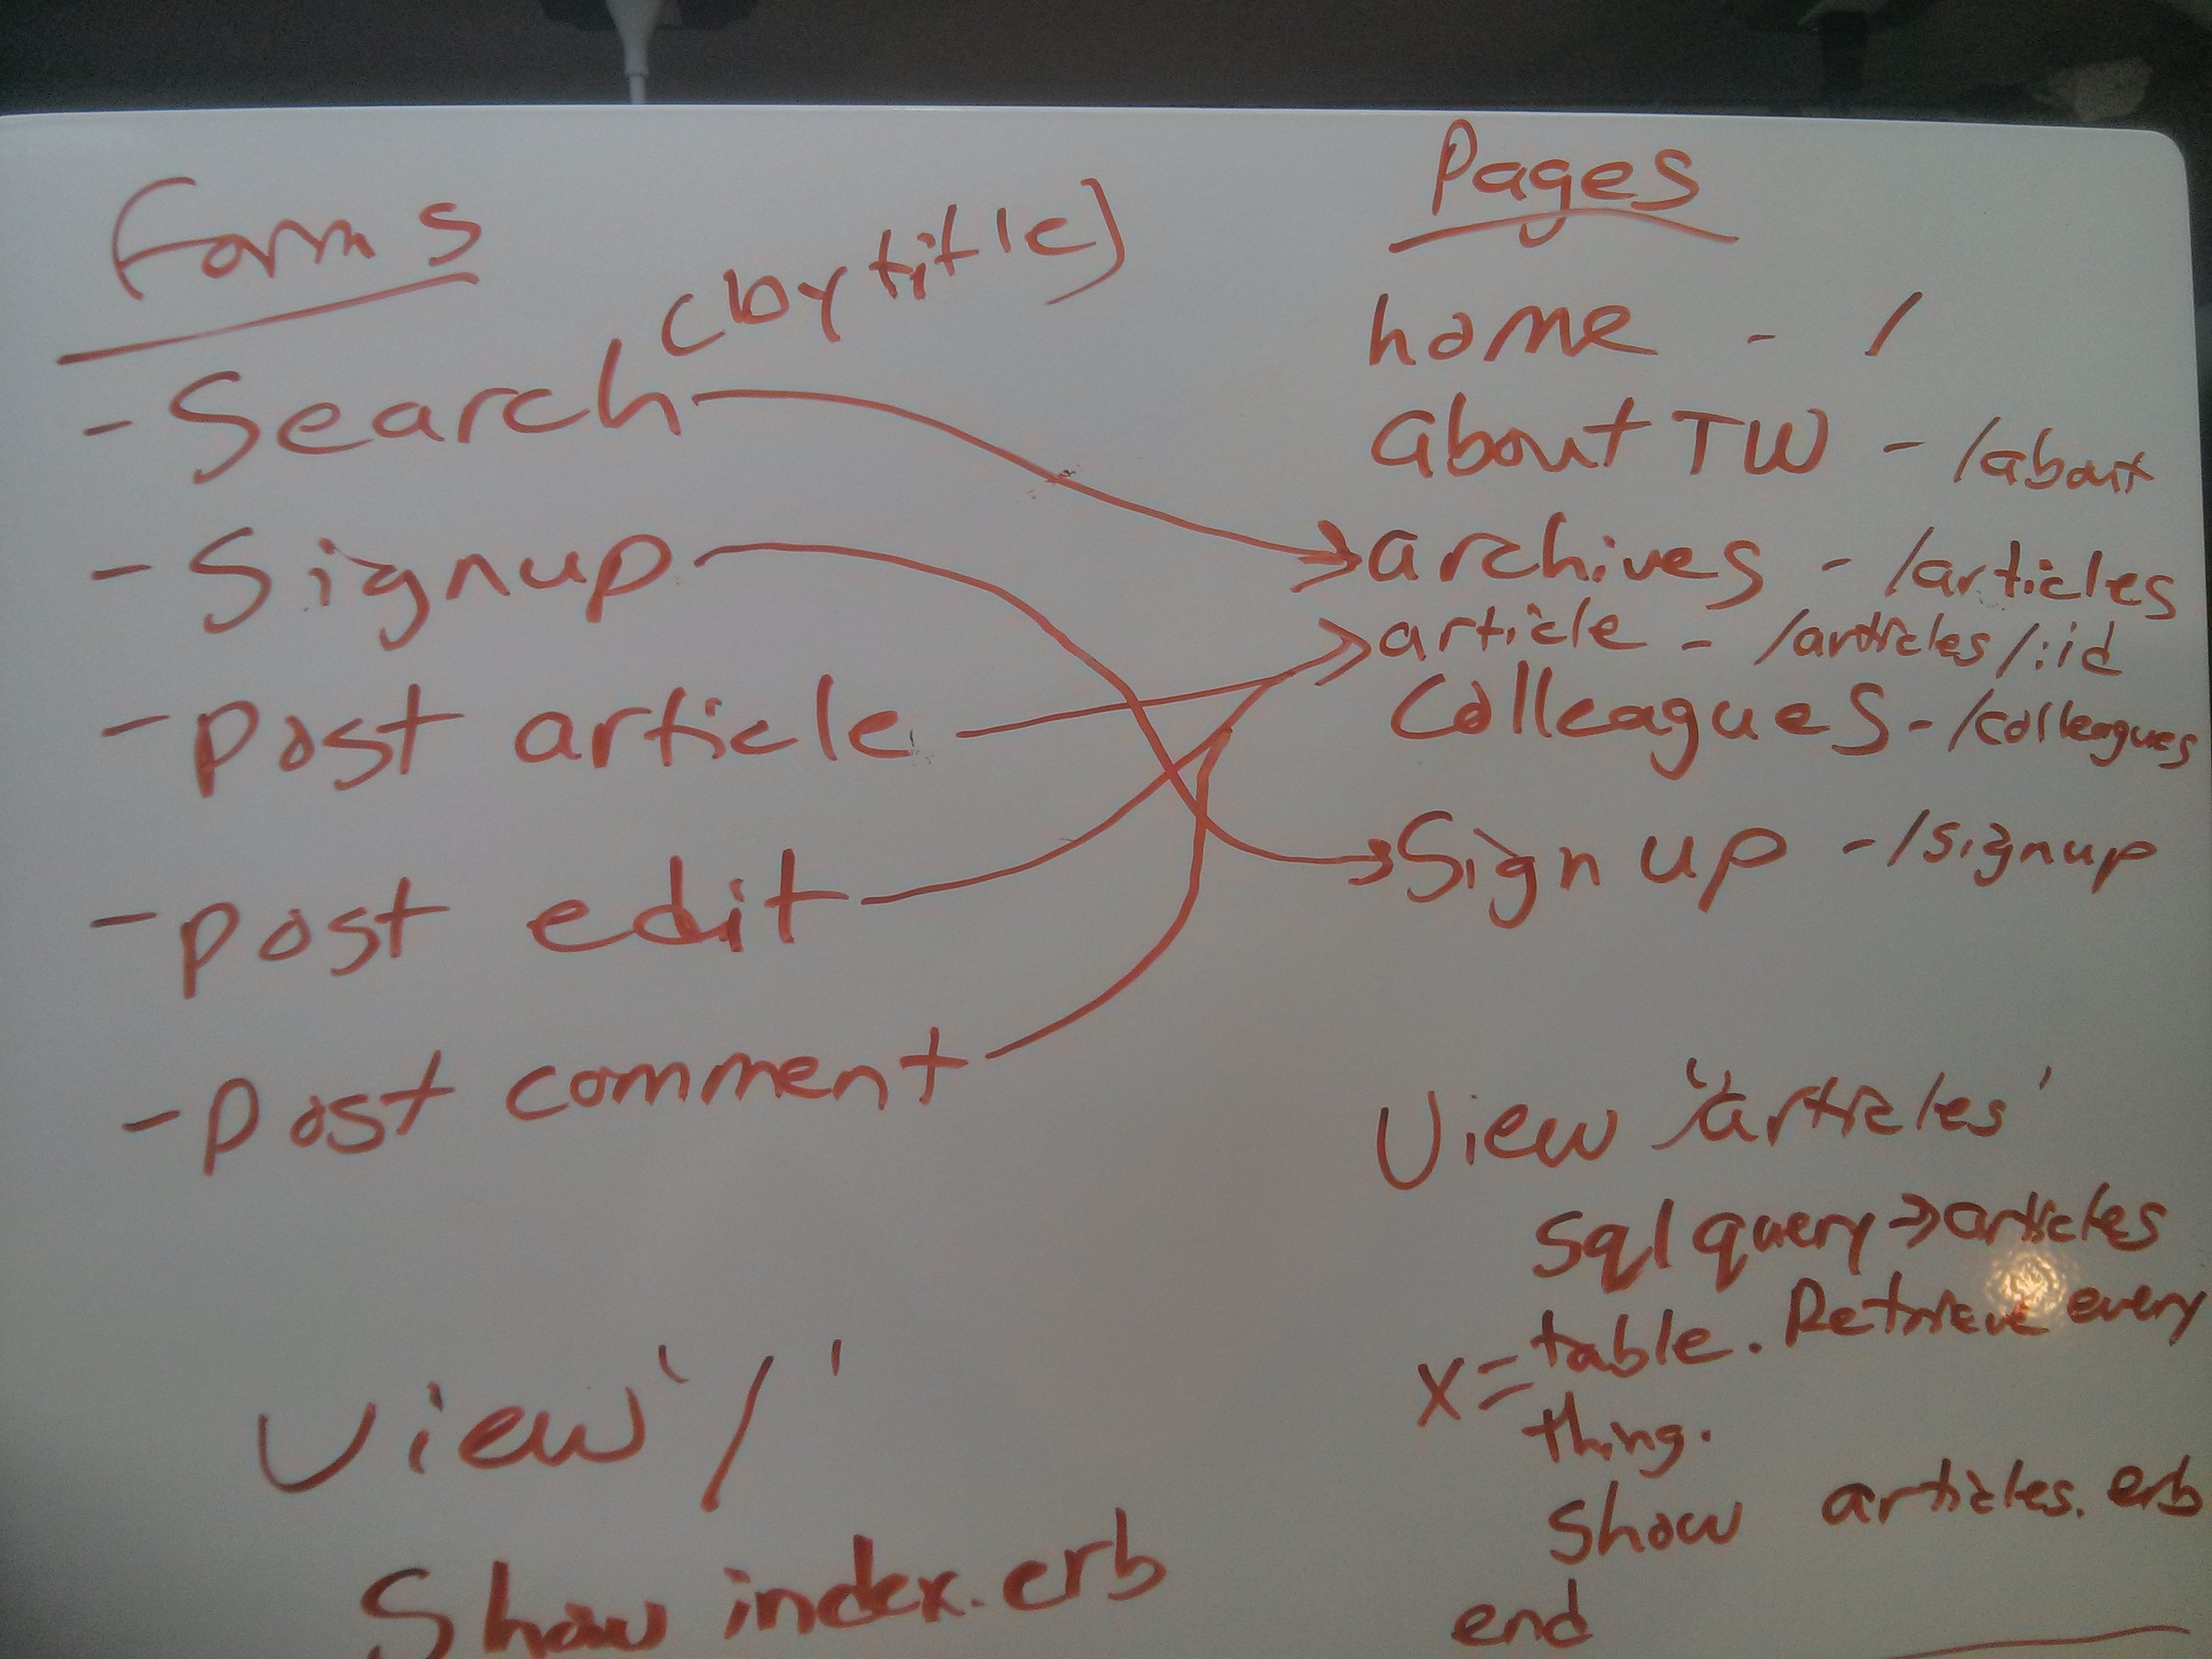 Forms
- Search (by title)
- Signup
- post article
- post edit
- post comment
View '/'
Show index.erb
Pages
home - /
about TW - /about
archives - /articles
article - /articles/:id
Colleagues - /colleagues
Sign up - /signup
View 'articles'
sql query → articles
x = table. Retrieve every
thing.
show articles.erb
end